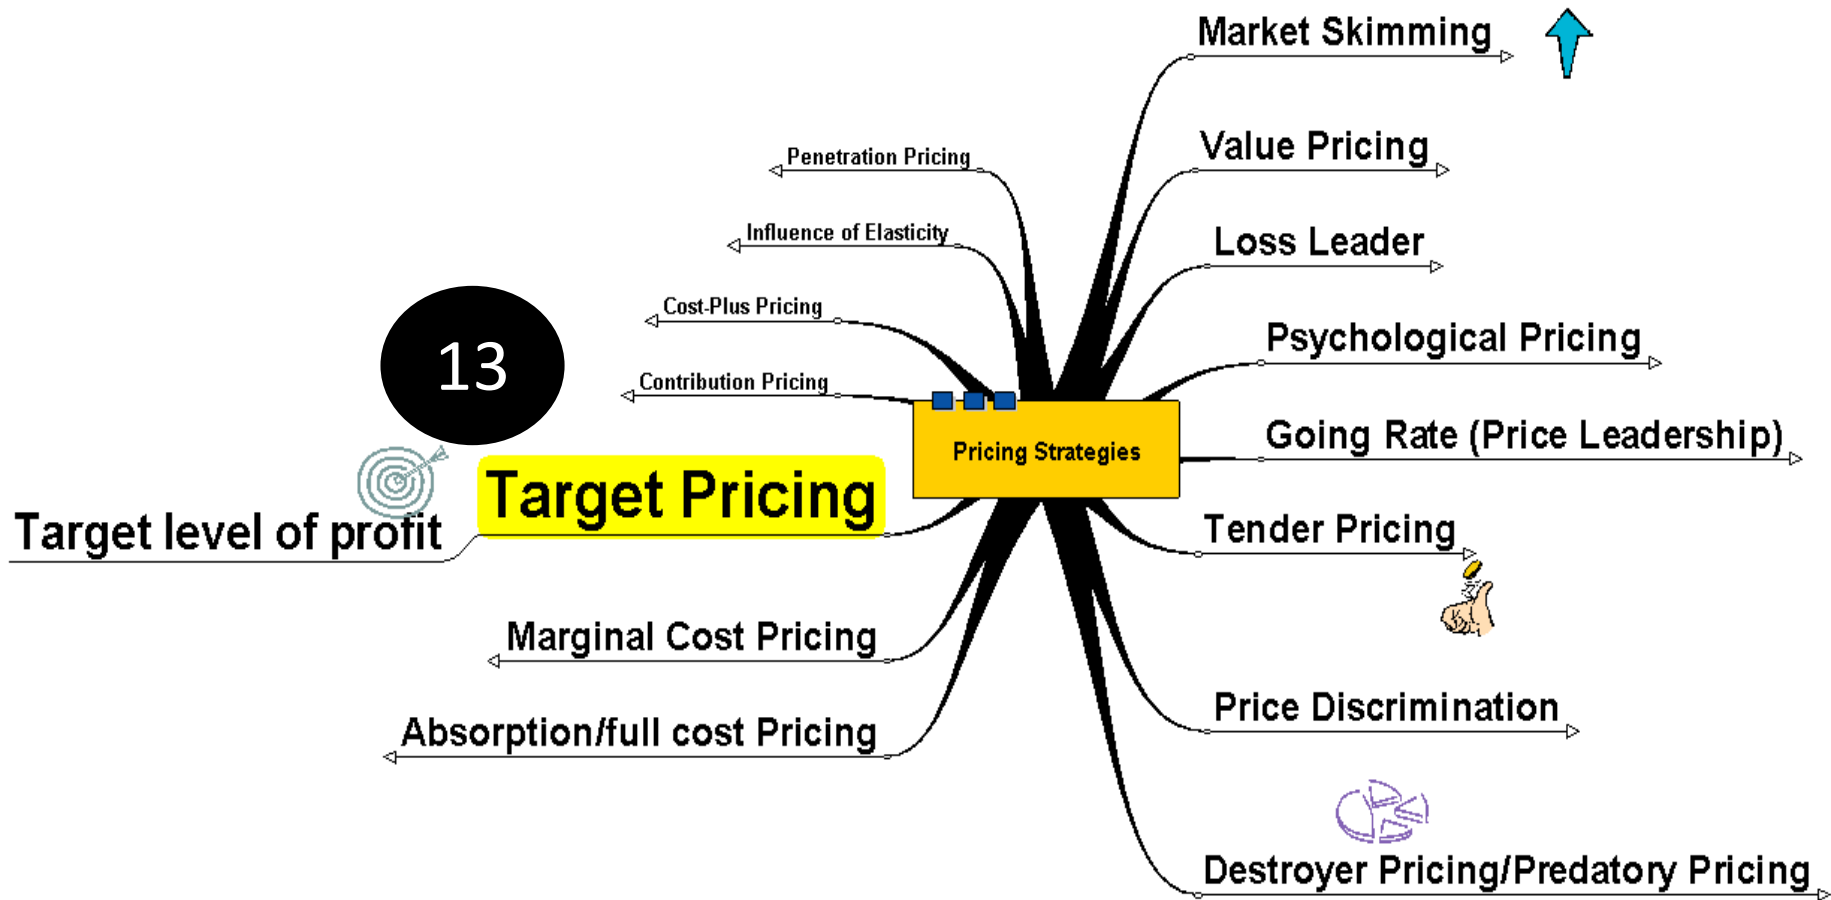 Market Skimming
Value Pricing
Loss Leader
Psychological Pricing
Going Rate (Price Leadership)
Tender Pricing
Price Discrimination
Destroyer Pricing/Predatory Pricing
Penetration Pricing
Influence of Elasticity
Cost-Plus Pricing
Contribution Pricing
13
Pricing Strategies
Target Pricing
Target level of profit
Marginal Cost Pricing
Absorption/full cost Pricing